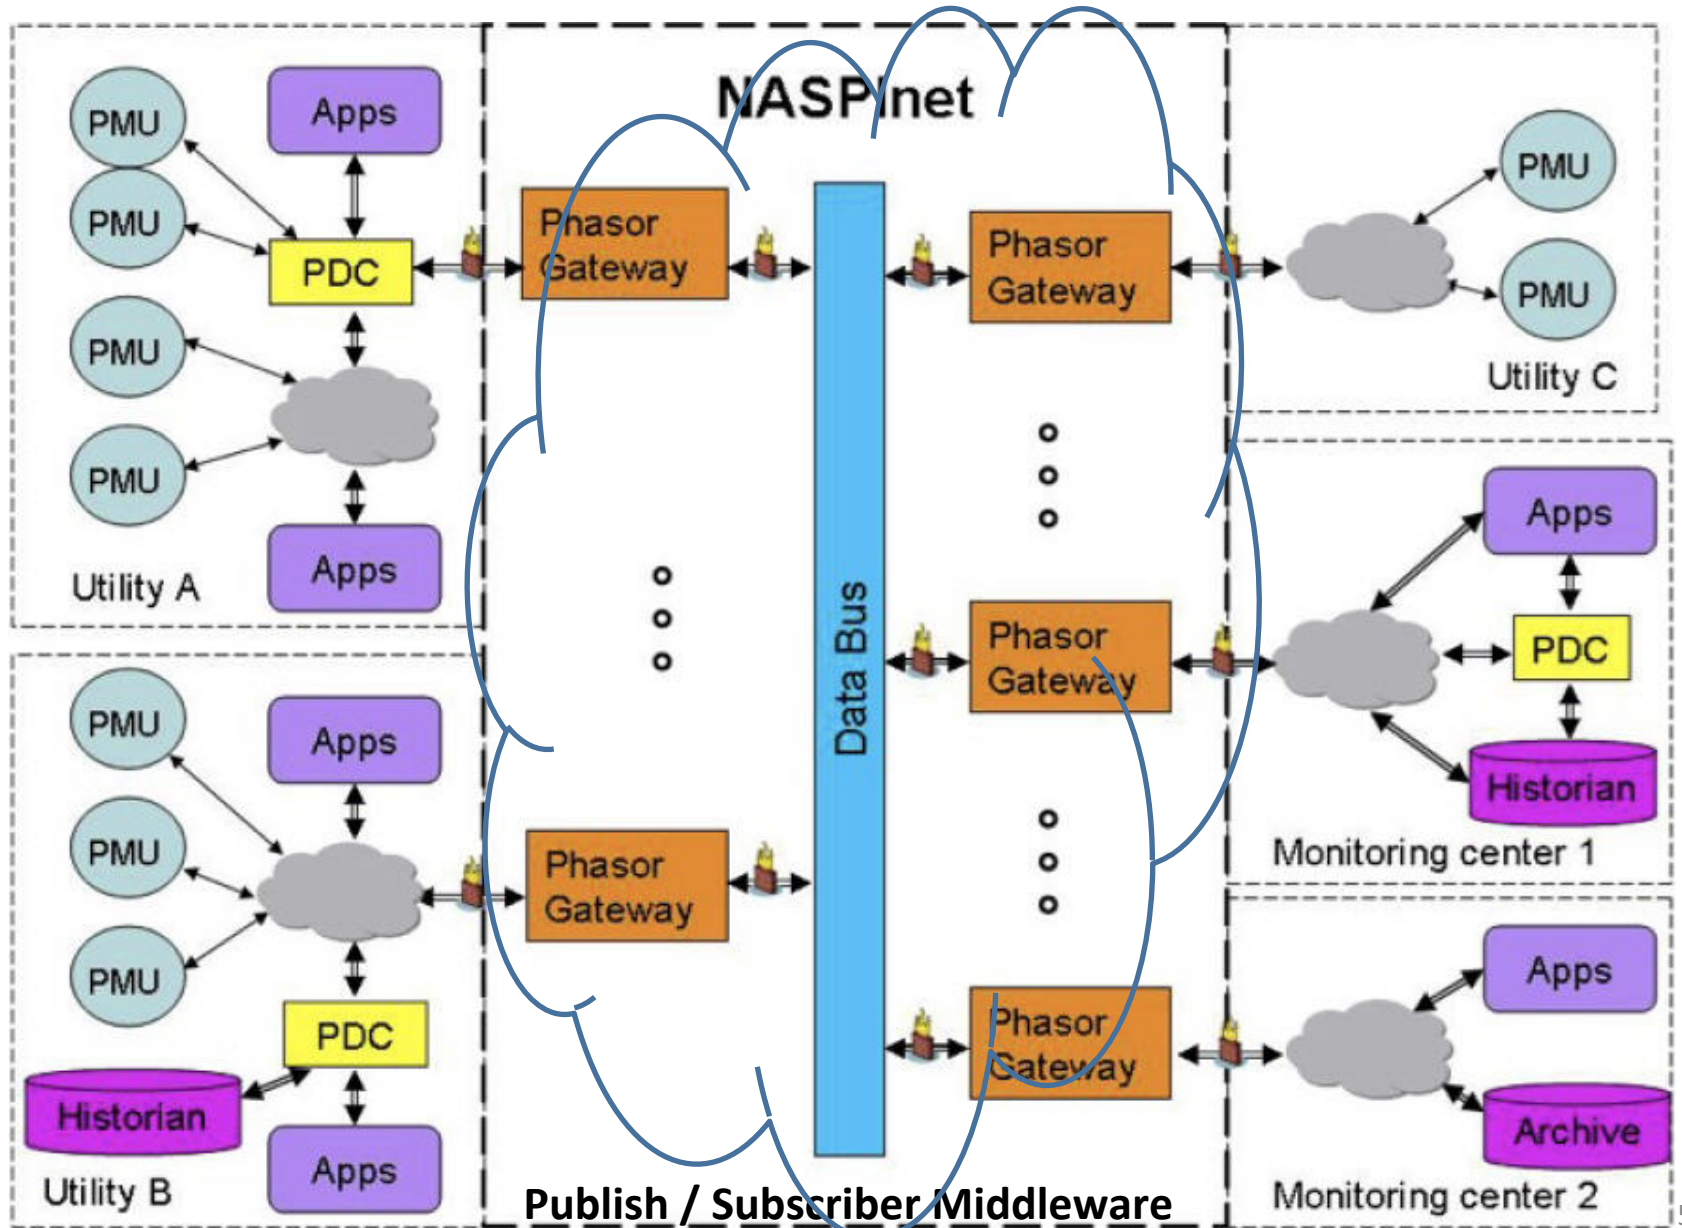 NASPInet
PMU
Apps
PMU
PDC
PMU
PMU
Apps
Utility A
PMU
Apps
PMU
PMU
PDC
Historian
Apps
Utility B
Phasor
Gateway
Phasor
Gateway
Data Bus
Phasor
Gateway
Phasor
Gateway
Phasor
Gateway
Publish / Subscriber Middleware
PMU
PMU
Utility C
Apps
PDC
Historian
Monitoring center 1
Apps
Archive
Monitoring center 2